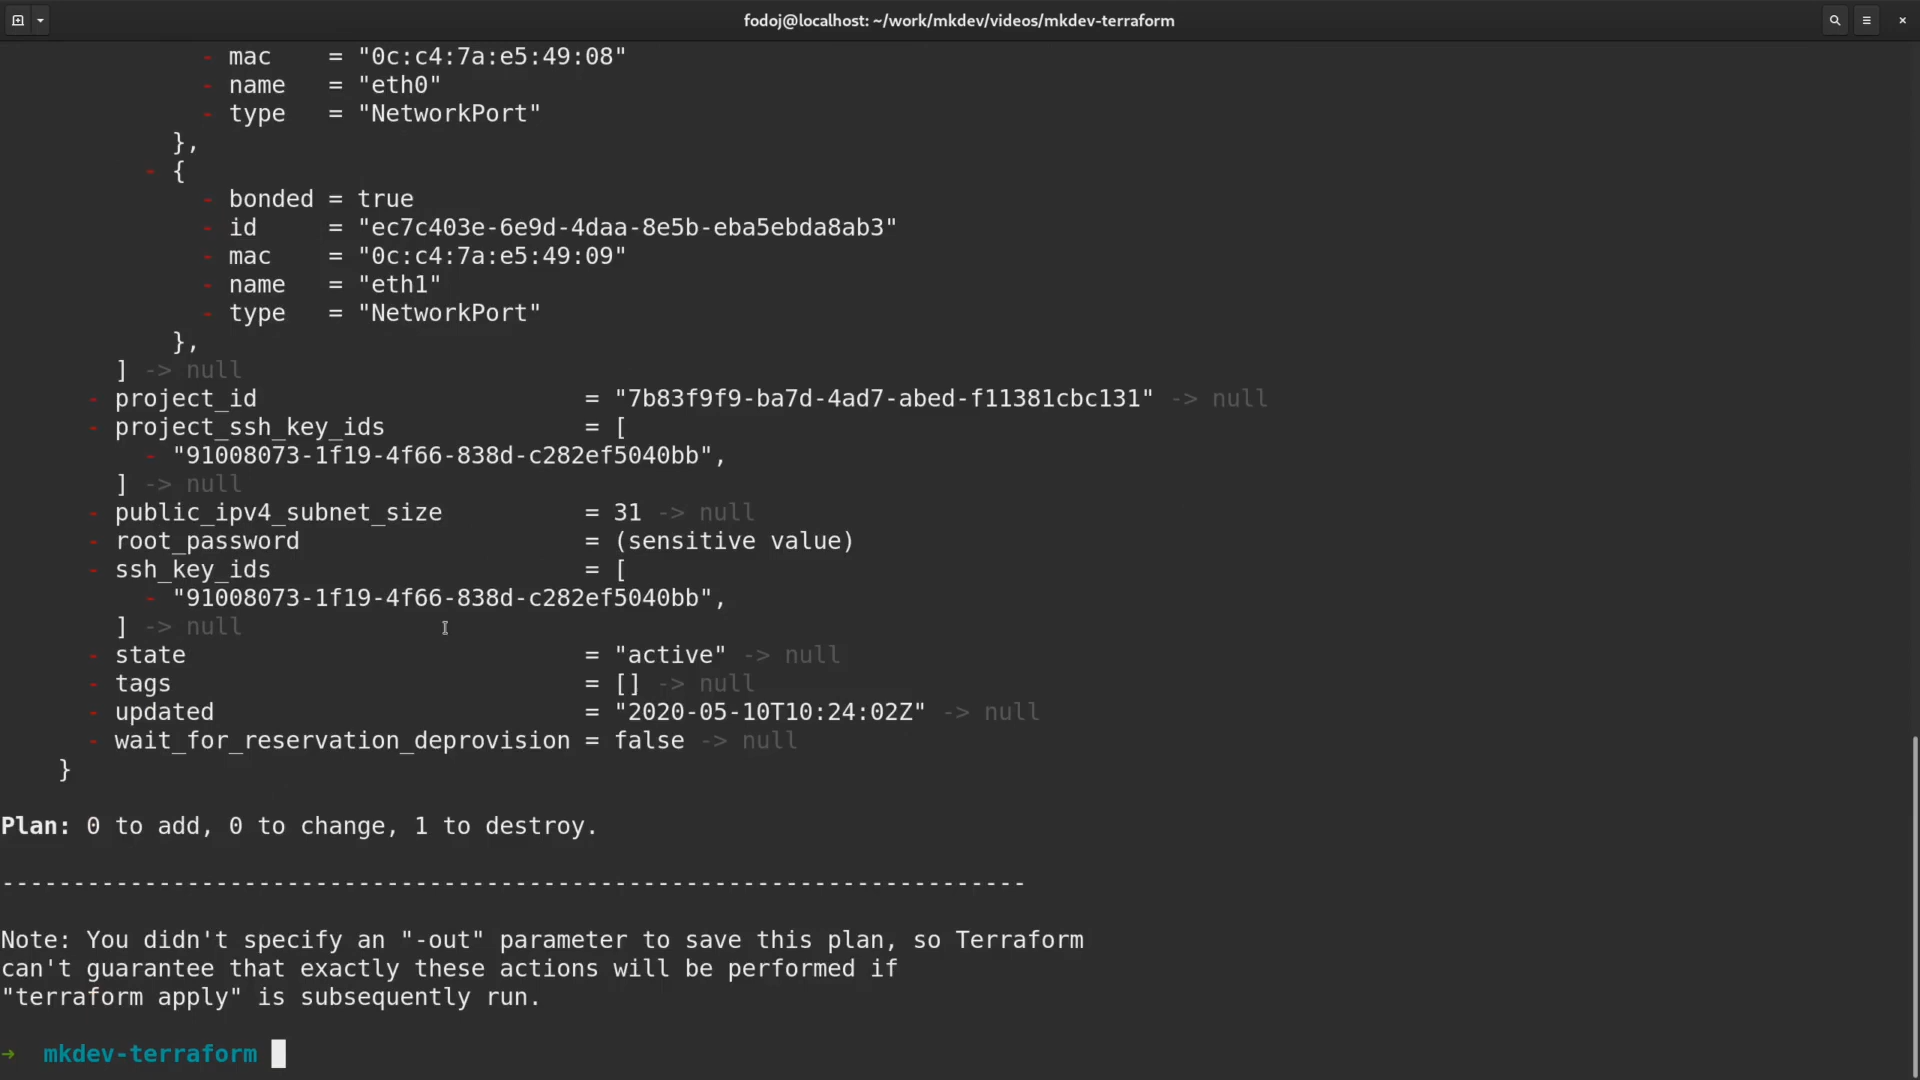 fodoj@localhost: ~/work/mkdev/videos/mkdev-terraform
- mac    = "0c:c4:7a:e5:49:08"
- name   = "eth0"
- type   = "NetworkPort"
},
- {
- bonded = true
- id     = "ec7c403e-6e9d-4daa-8e5b-eba5ebda8ab3"
- mac    = "0c:c4:7a:e5:49:09"
- name   = "eth1"
- type   = "NetworkPort"
},
] -> null
- project_id                       = "7b83f9f9-ba7d-4ad7-abed-f11381cbc131" -> null
- project_ssh_key_ids              = [
- "91008073-1f19-4f66-838d-c282ef5040bb",
] -> null
- public_ipv4_subnet_size          = 31 -> null
- root_password                    = (sensitive value)
- ssh_key_ids                      = [
- "91008073-1f19-4f66-838d-c282ef5040bb",
] -> null
- state                            = "active" -> null
- tags                             = [] -> null
- updated                          = "2020-05-10T10:24:02Z" -> null
- wait_for_reservation_deprovision = false -> null
}
Plan: 0 to add, 0 to change, 1 to destroy.
------------------------------------------------------------------------
Note: You didn't specify an "-out" parameter to save this plan, so Terraform
can't guarantee that exactly these actions will be performed if
"terraform apply" is subsequently run.
➜  mkdev-terraform